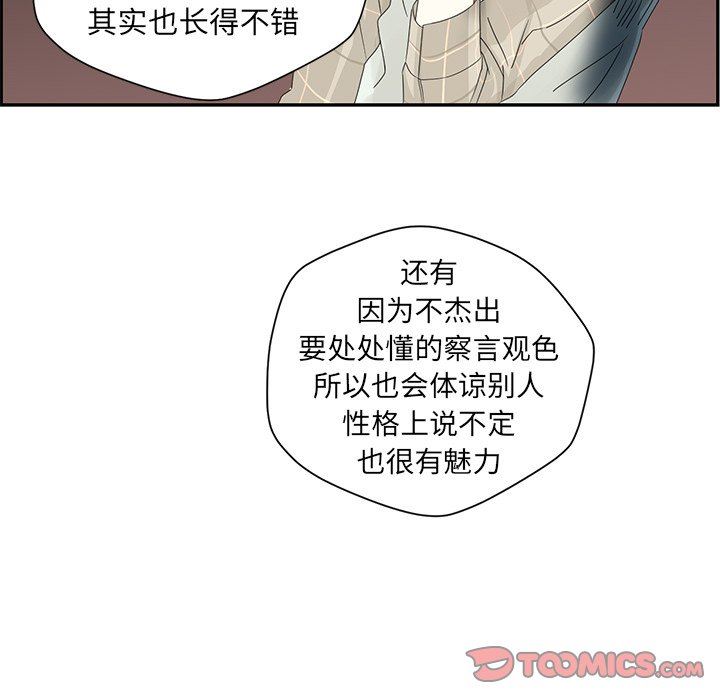 其实也长得不错
还有
因为不杰出
要处处懂的察言观色
所以也会体谅别人
性格上说不定
也很有魅力
TOOMICS.COM